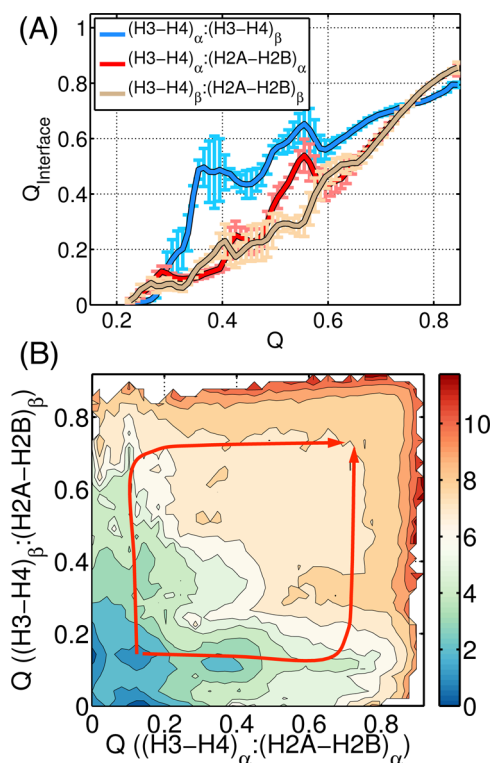 (A)
(H3−H4)α:(H3−H4)β
(H3−H4)α:(H2A−H2B)α
(H3−H4)β:(H2A−H2B)β
1
0.8
0.6
0.4
0.2
0
QInterface
0.2 0.4 0.6 0.8
Q
(B)
0.8
0.6
0.4
0.2
0
Q ((H3−H4)β:(H2A−H2B)β)
0 0.2 0.4 0.6 0.8
Q ((H3−H4)α:(H2A−H2B)α)
10
8
6
4
2
0